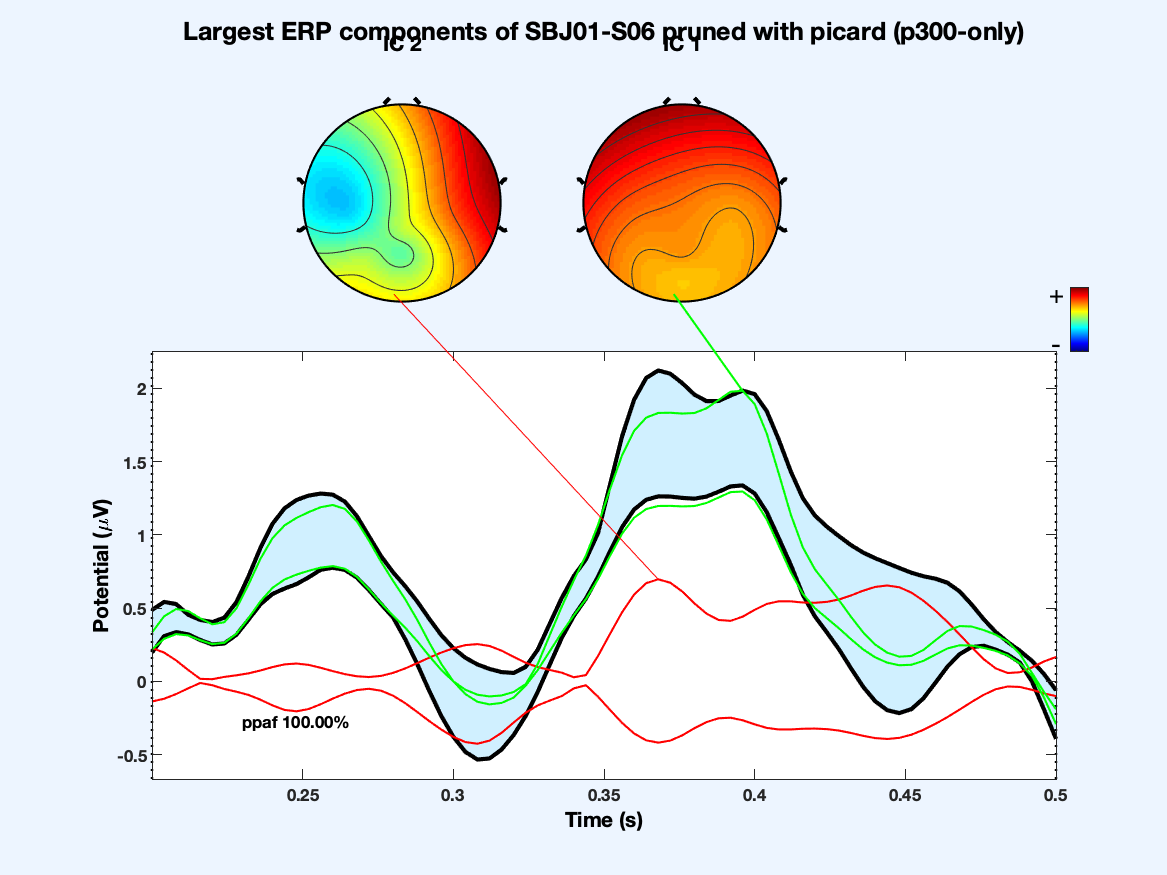 Largest ERP components of SBJ01-S06 pruned with picard (p300-only)
IC 2
IC 1
+
-
2
1.5
1
0.5
0
-0.5
Potential (μV)
ppaf 100.00%
0.25
0.3
0.35
0.4
0.45
0.5
Time (s)